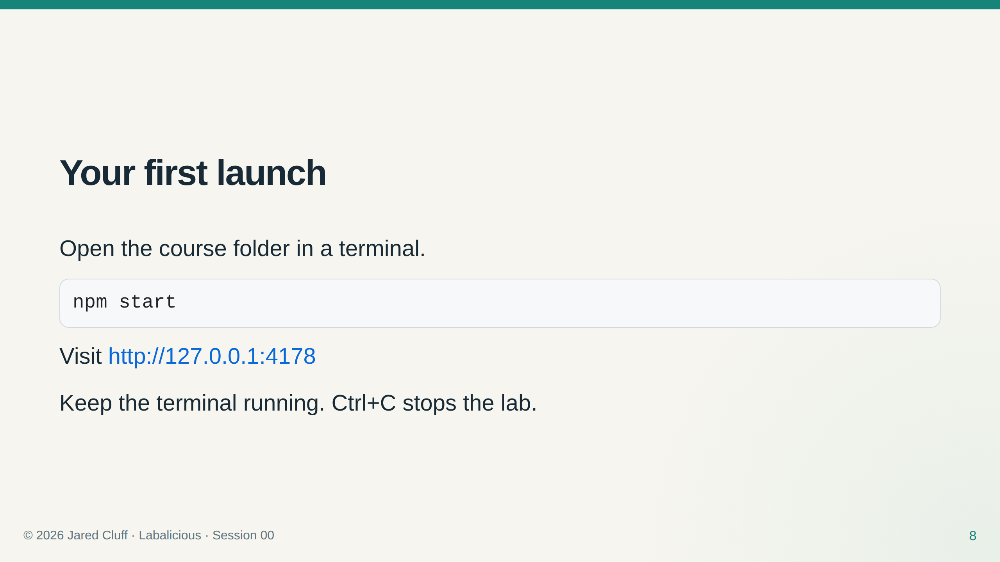 Your first launch
Open the course folder in a terminal.
npm start
Visit http://127.0.0.1:4178
Keep the terminal running. Ctrl+C stops the lab.
© 2026 Jared Cluff · Labalicious · Session 00
8